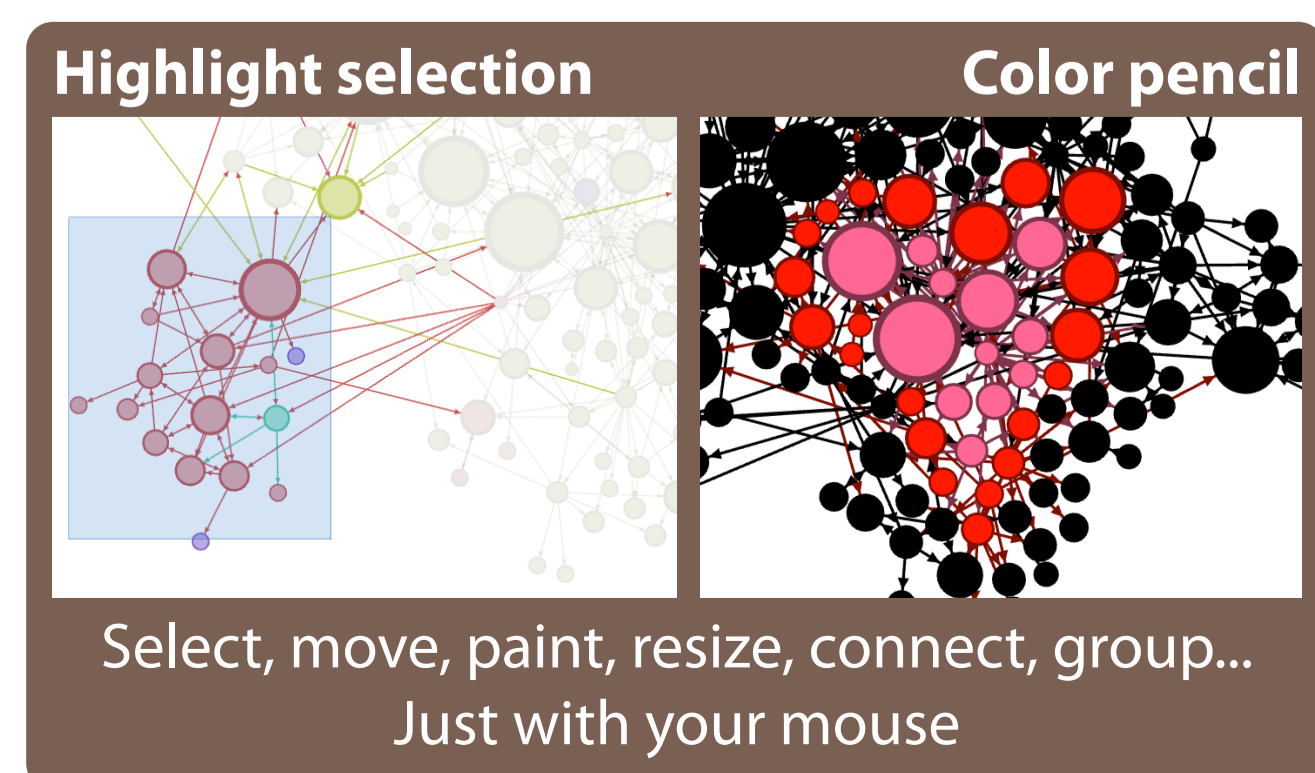 Highlight selection
Color pencil
Select, move, paint, resize, connect, group...
Just with your mouse